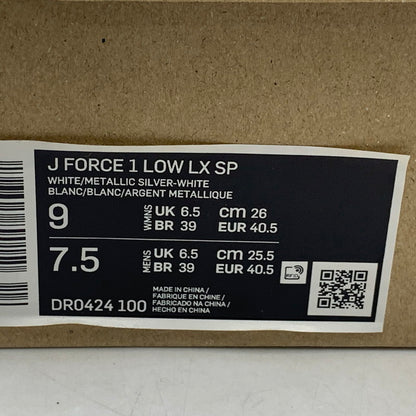 J FORCE 1 LOW LX SP
WHITE/METALLIC SILVER-WHITE
BLANC/BLANC/ARGENT METALLIQUE
9 WMNS UK 6.5 cm 26
BR 39 EUR 40.5
7.5 MENS UK 6.5 cm 25.5
BR 39 EUR 40.5
DR0424 100
MADE IN CHINA /
FABRIQUE EN CHINE /
FABRICADO NA CHINA /
HECHO EN CHINA